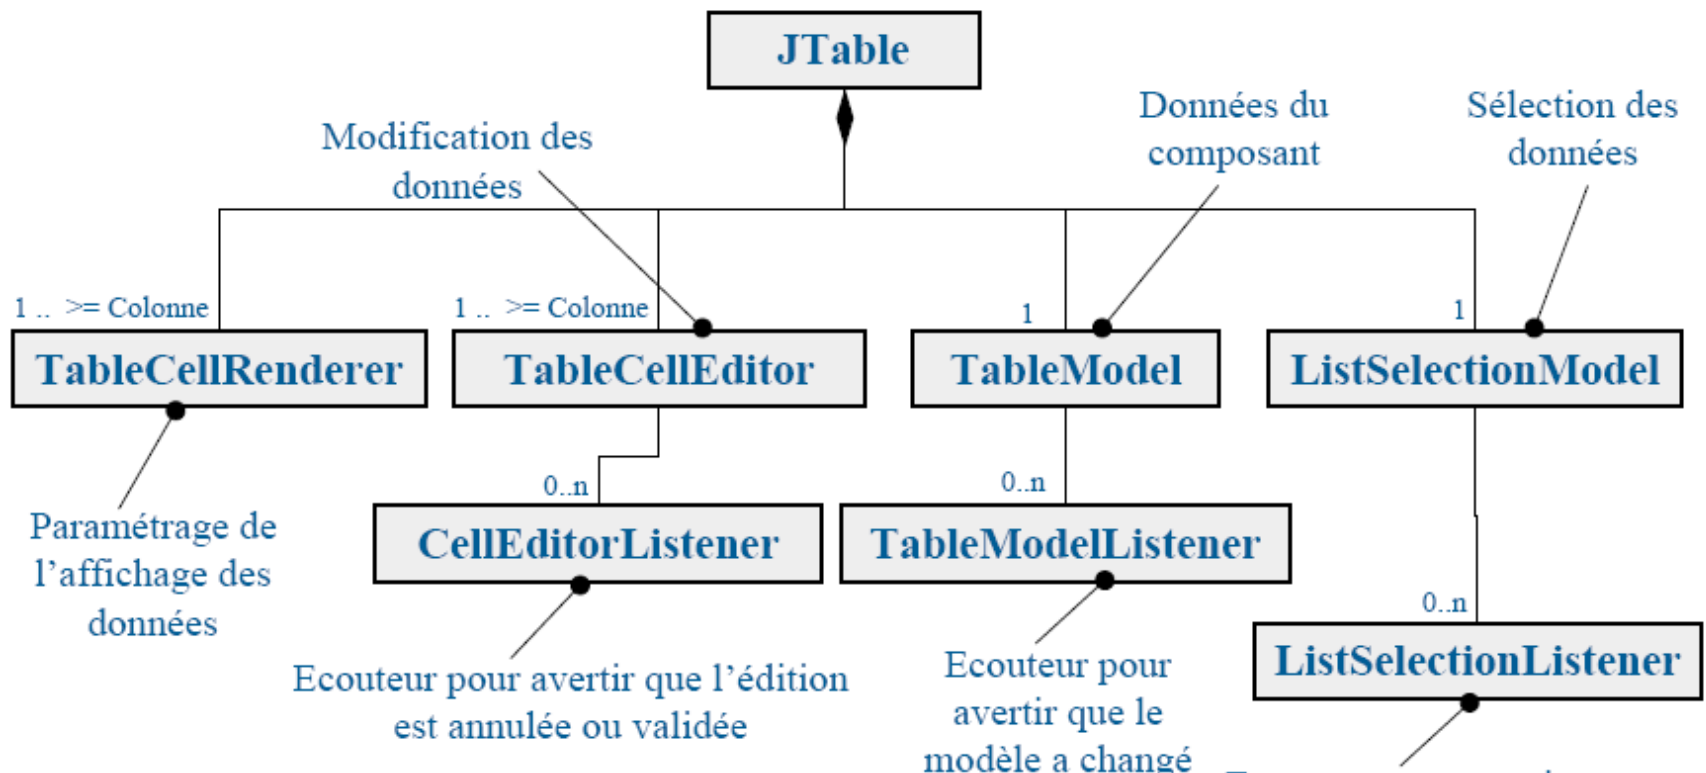 JTable
Modification des
données
Données du
composant
Sélection des
données
1 .. >= Colonne
1 .. >= Colonne
1
1
TableCellRenderer
TableCellEditor
TableModel
ListSelectionModel
0..n
0..n
0..n
Paramétrage de
l’affichage des
données
CellEditorListener
TableModelListener
ListSelectionListener
Ecouteur pour avertir que l’édition
est annulée ou validée
Ecouteur pour
avertir que le
modèle a changé